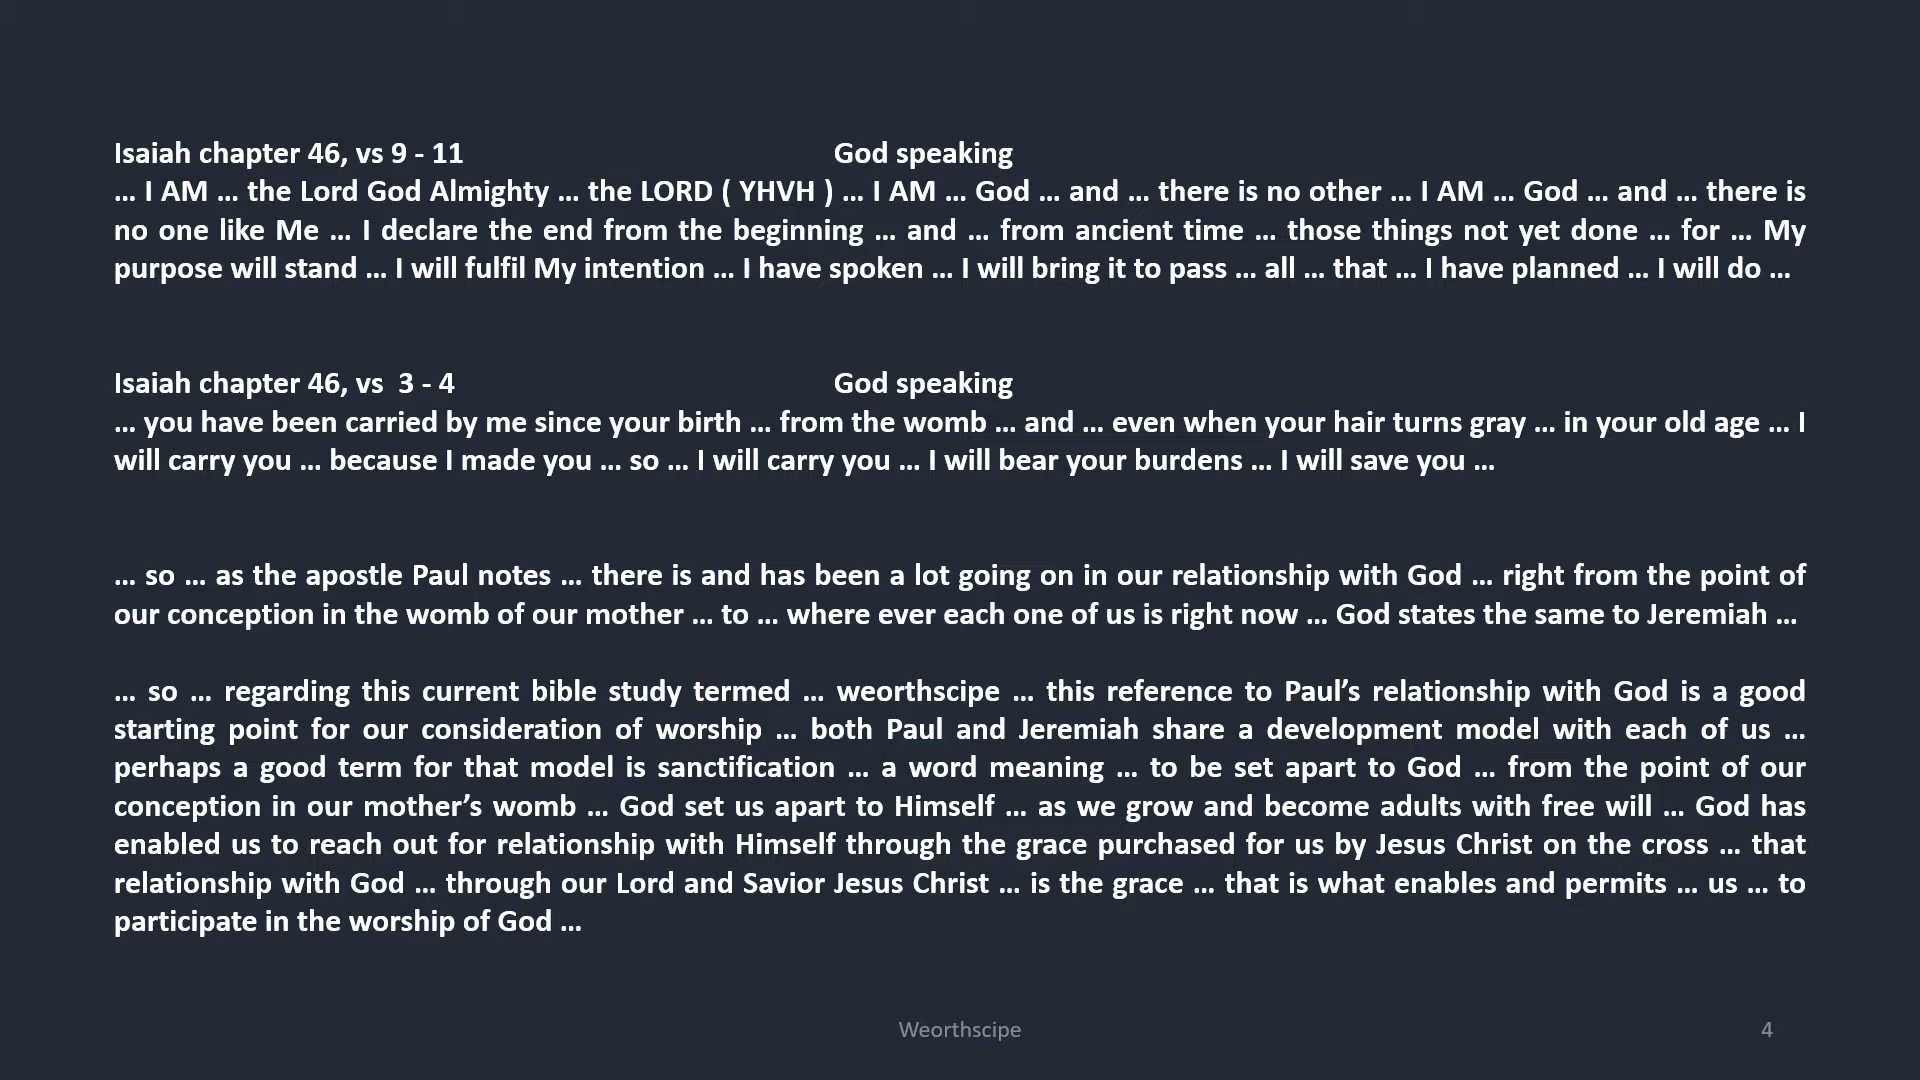 Isaiah chapter 46, vs 9 - 11 God speaking
... I AM ... the Lord God Almighty ... the LORD ( YHVH ) ... I AM ... God ... and ... there is no other ... I AM ... God ... and ... there is
no one like Me ... I declare the end from the beginning ... and ... from ancient time ... those things not yet done ... for ... My
purpose will stand ... I will fulfil My intention ... I have spoken ... I will bring it to pass ... all ... that ... I have planned ... I will do ...
Isaiah chapter 46, vs  3 - 4 God speaking
... you have been carried by me since your birth ... from the womb ... and ... even when your hair turns gray ... in your old age ... I
will carry you ... because I made you ... so ... I will carry you ... I will bear your burdens ... I will save you ...
... so ... as the apostle Paul notes ... there is and has been a lot going on in our relationship with God ... right from the point of
our conception in the womb of our mother ... to ... where ever each one of us is right now ... God states the same to Jeremiah ...
... so ... regarding this current bible study termed ... weorthscipe ... this reference to Paul’s relationship with God is a good
starting point for our consideration of worship ... both Paul and Jeremiah share a development model with each of us ...
perhaps a good term for that model is sanctification ... a word meaning ... to be set apart to God ... from the point of our
conception in our mother’s womb ... God set us apart to Himself ... as we grow and become adults with free will ... God has
enabled us to reach out for relationship with Himself through the grace purchased for us by Jesus Christ on the cross ... that
relationship with God ... through our Lord and Savior Jesus Christ ... is the grace ... that is what enables and permits ... us ... to
participate in the worship of God ...
Weorthscipe 4